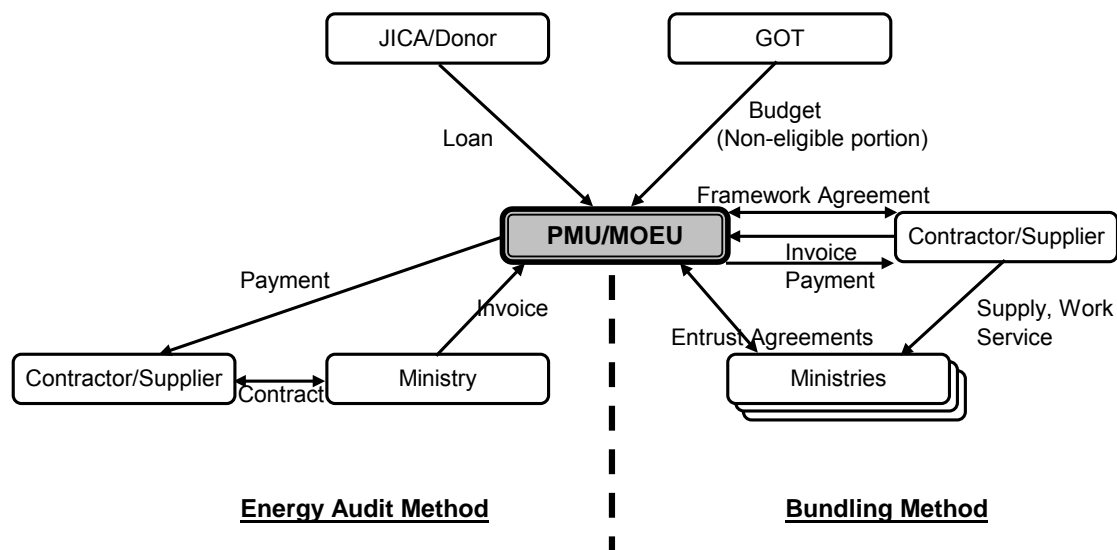 JICA/Donor
GOT
Loan
Budget
(Non-eligible portion)
Framework Agreement
PMU/MOEU
Contractor/Supplier
Invoice
Payment
Payment
Invoice
Supply, Work
Service
Entrust Agreements
Contractor/Supplier
Contract
Ministry
Ministries
Energy Audit Method
Bundling Method